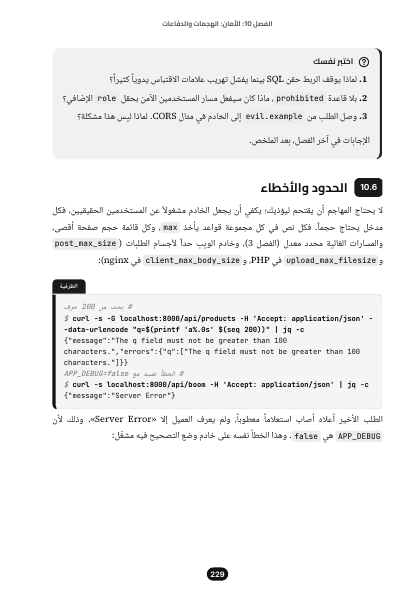 الفصل 10: الأمان: الهجمات والدفاعات
اختبر نفسك
1. لماذا يوقف الربط حقن SQL بينما يفشل تهريب علامات الاقتباس يدوياً كثيراً؟
2. بلا قاعدة prohibited، ماذا كان سيفعل مسار المستخدمين الآمن بحقل role الإضافي؟
3. وصل الطلب من evil.example إلى الخادم في مثال CORS. لماذا ليس هذا مشكلة؟
الإجابات في آخر الفصل، بعد الملخص.
10.6 الحدود والأخطاء
لا يحتاج المهاجم أن يقتحم ليؤذيك؛ يكفي أن يجعل الخادم مشغولاً عن المستخدمين الحقيقيين. فكل
مدخل يحتاج حجماً. فكل نص في كل مجموعة قواعد يأخذ max، وكل قائمة حجم صفحة أقصى،
والمسارات الغالية محدد معدل (الفصل 3)، وخادم الويب حداً لأجسام الطلبات (post_max_size
و upload_max_filesize في PHP، و client_max_body_size في nginx):
الطرفية
# بحث من 200 حرف
$ curl -s -G localhost:8000/api/products -H 'Accept: application/json' -
-data-urlencode "q=$(printf 'a%.0s' $(seq 200))" | jq -c
{"message":"The q field must not be greater than 100
characters.","errors":{"q":["The q field must not be greater than 100
characters."]}}
# الخطأ نفسه مع APP_DEBUG=false
$ curl -s localhost:8000/api/boom -H 'Accept: application/json' | jq -c
{"message":"Server Error"}
الطلب الأخير أعلاه أصاب استعلاماً معطوباً، ولم يعرف العميل إلا «Server Error». وذلك لأن
APP_DEBUG هي false. وهذا الخطأ نفسه على خادم وضع التصحيح فيه مشغّل:
229